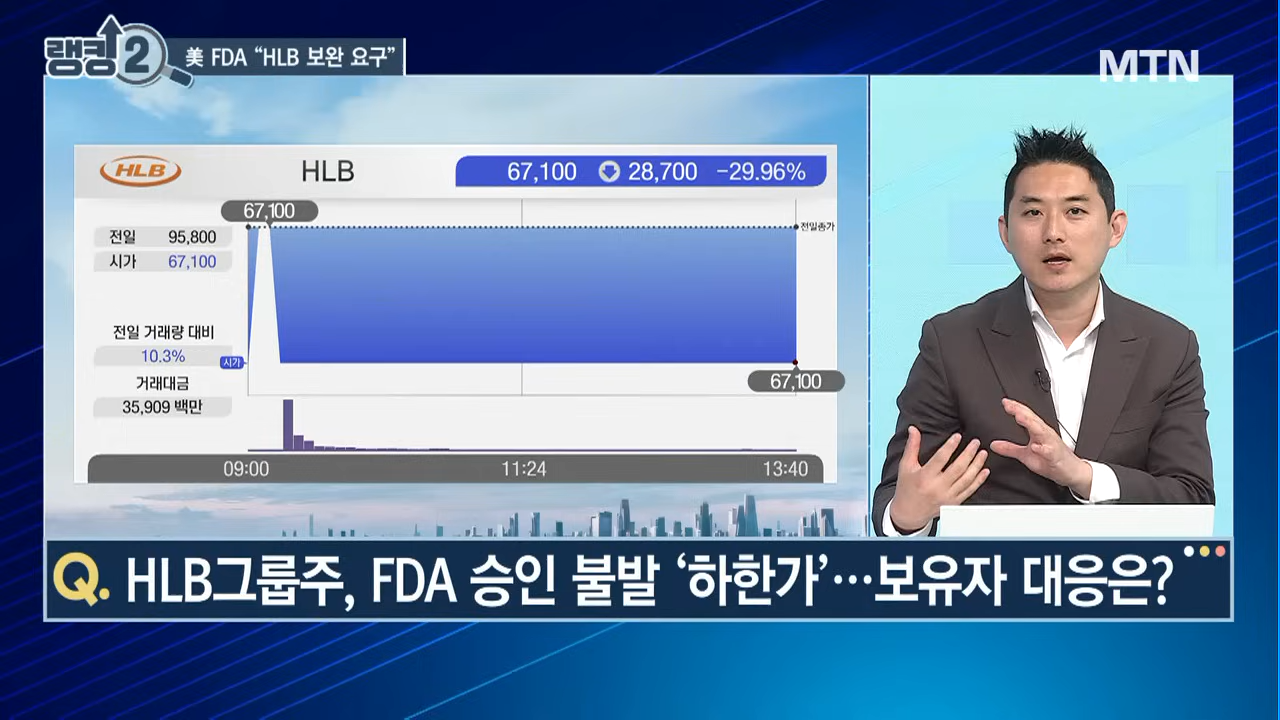 랭킹2
美 FDA “HLB 보완 요구”
MTN
HLB
HLB
67,100 28,700 -29.96%
67,100
전일종가
전일 95,800
시가 67,100
전일 거래량 대비
10.3%
시가
거래대금
35,909 백만
67,100
09:00 11:24 13:40
Q. HLB그룹주, FDA 승인 불발 ‘하한가’…보유자 대응은?